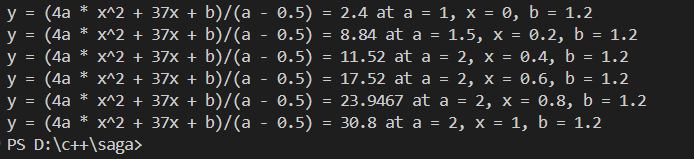 y = (4a * x^2 + 37x + b)/(a - 0.5) = 2.4 at a = 1, x = 0, b = 1.2
y = (4a * x^2 + 37x + b)/(a - 0.5) = 8.84 at a = 1.5, x = 0.2, b = 1.2
y = (4a * x^2 + 37x + b)/(a - 0.5) = 11.52 at a = 2, x = 0.4, b = 1.2
y = (4a * x^2 + 37x + b)/(a - 0.5) = 17.52 at a = 2, x = 0.6, b = 1.2
y = (4a * x^2 + 37x + b)/(a - 0.5) = 23.9467 at a = 2, x = 0.8, b = 1.2
y = (4a * x^2 + 37x + b)/(a - 0.5) = 30.8 at a = 2, x = 1, b = 1.2
PS D:\c++\saga>